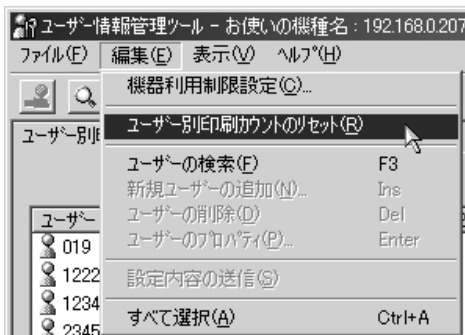 ユーザー情報管理ツール - お使いの機種名 : 192.168.0.207
ファイル(F) 編集(E) 表示(V) ヘルプ(H)
機器利用制限設定(C)...
ユーザー別印刷カウントのリセット(R)
ユーザー別
ユーザーの検索(F) F3
新規ユーザーの追加(N)... Ins
ユーザーの削除(D) Del
ユーザーのプロパティ(P)... Enter
設定内容の送信(S)
すべて選択(A) Ctrl+A
ユーザー
019
1222
1234
2345